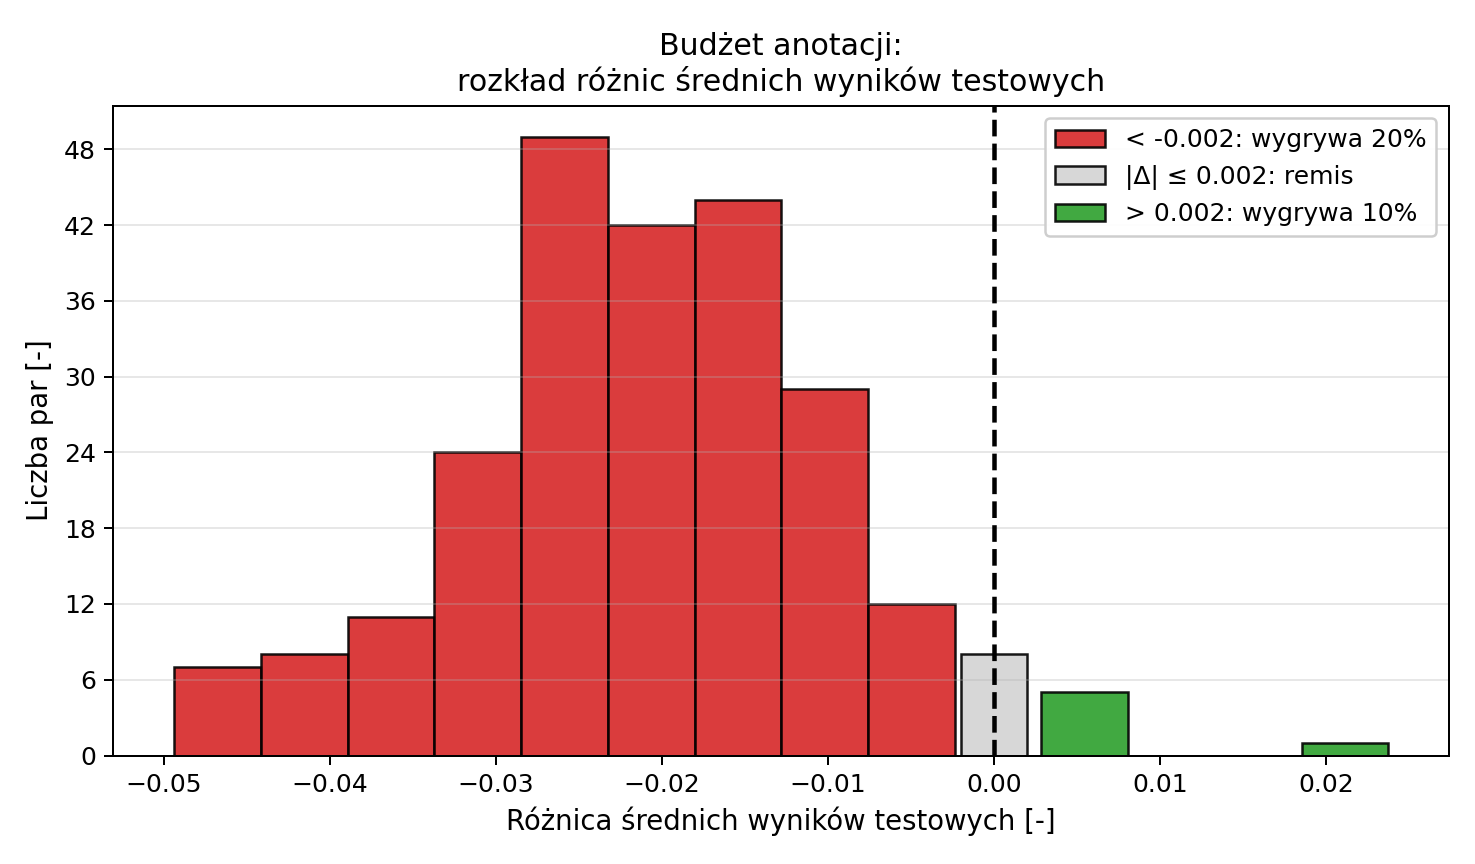 Budżet anotacji:
rozkład różnic średnich wyników testowych
< -0.002: wygrywa 20%
|Δ| ≤ 0.002: remis
> 0.002: wygrywa 10%
Liczba par [-]
48
42
36
30
24
18
12
6
0
−0.05 −0.04 −0.03 −0.02 −0.01 0.00 0.01 0.02
Różnica średnich wyników testowych [-]